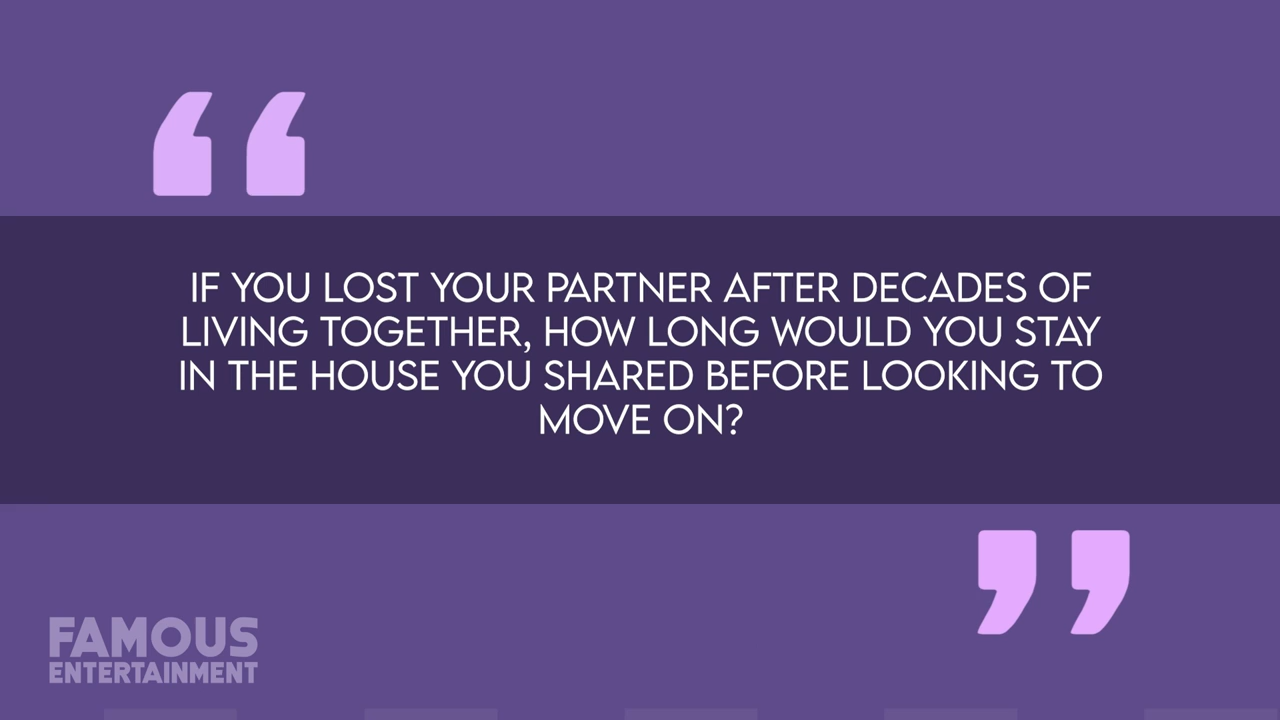 IF YOU LOST YOUR PARTNER AFTER DECADES OF
LIVING TOGETHER, HOW LONG WOULD YOU STAY
IN THE HOUSE YOU SHARED BEFORE LOOKING TO
MOVE ON?
FAMOUS
ENTERTAINMENT